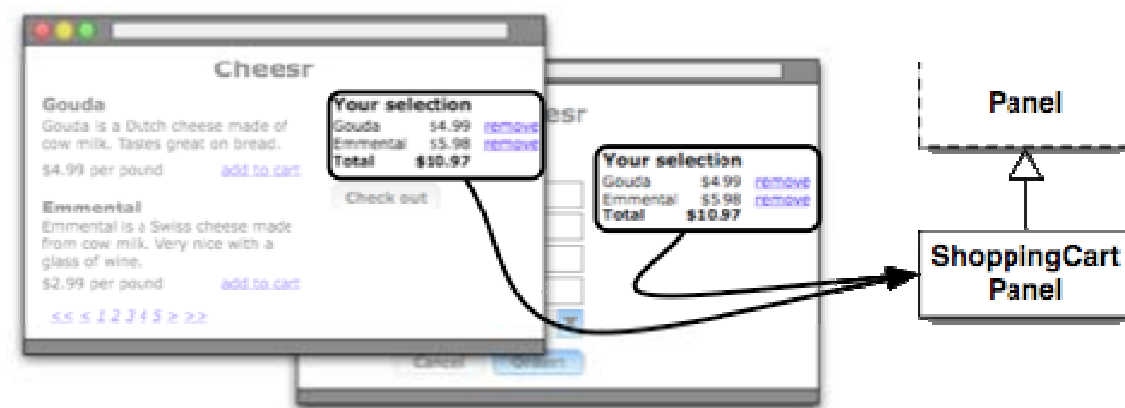 Cheesr
Gouda
Gouda is a Dutch cheese made of
cow milk. Tastes great on bread.
$4.99 per pound add to cart
Emmental
Emmental is a Swiss cheese made
from cow milk. Very nice with a
glass of wine.
$2.99 per pound add to cart
<< < 1 2 3 4 5 > >>
Your selection
Gouda $4.99 remove
Emmental $5.98 remove
Total $10.97
Check out
esr
Your selection
Gouda $4.99 remove
Emmental $5.98 remove
Total $10.97
Cancel Order!
Panel
ShoppingCart
Panel